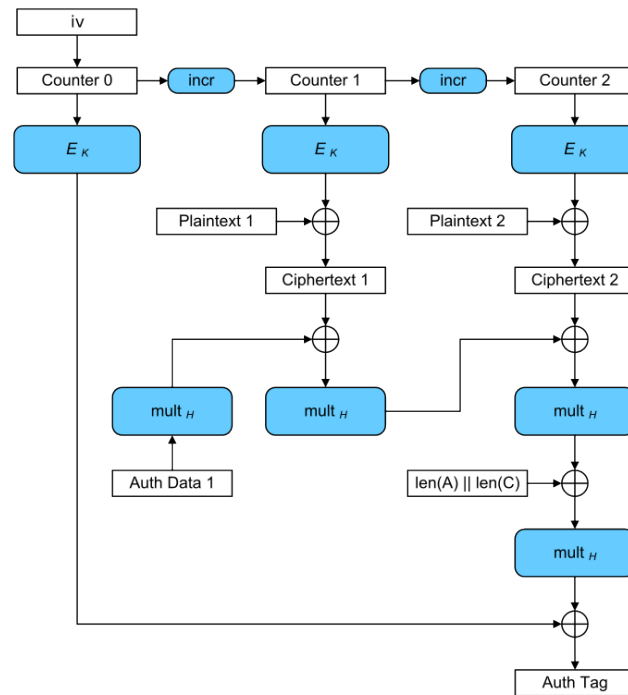 iv
Counter 0
incr
Counter 1
incr
Counter 2
E K
E K
E K
Plaintext 1
Plaintext 2
Ciphertext 1
Ciphertext 2
mult H
mult H
mult H
Auth Data 1
len(A) || len(C)
mult H
Auth Tag